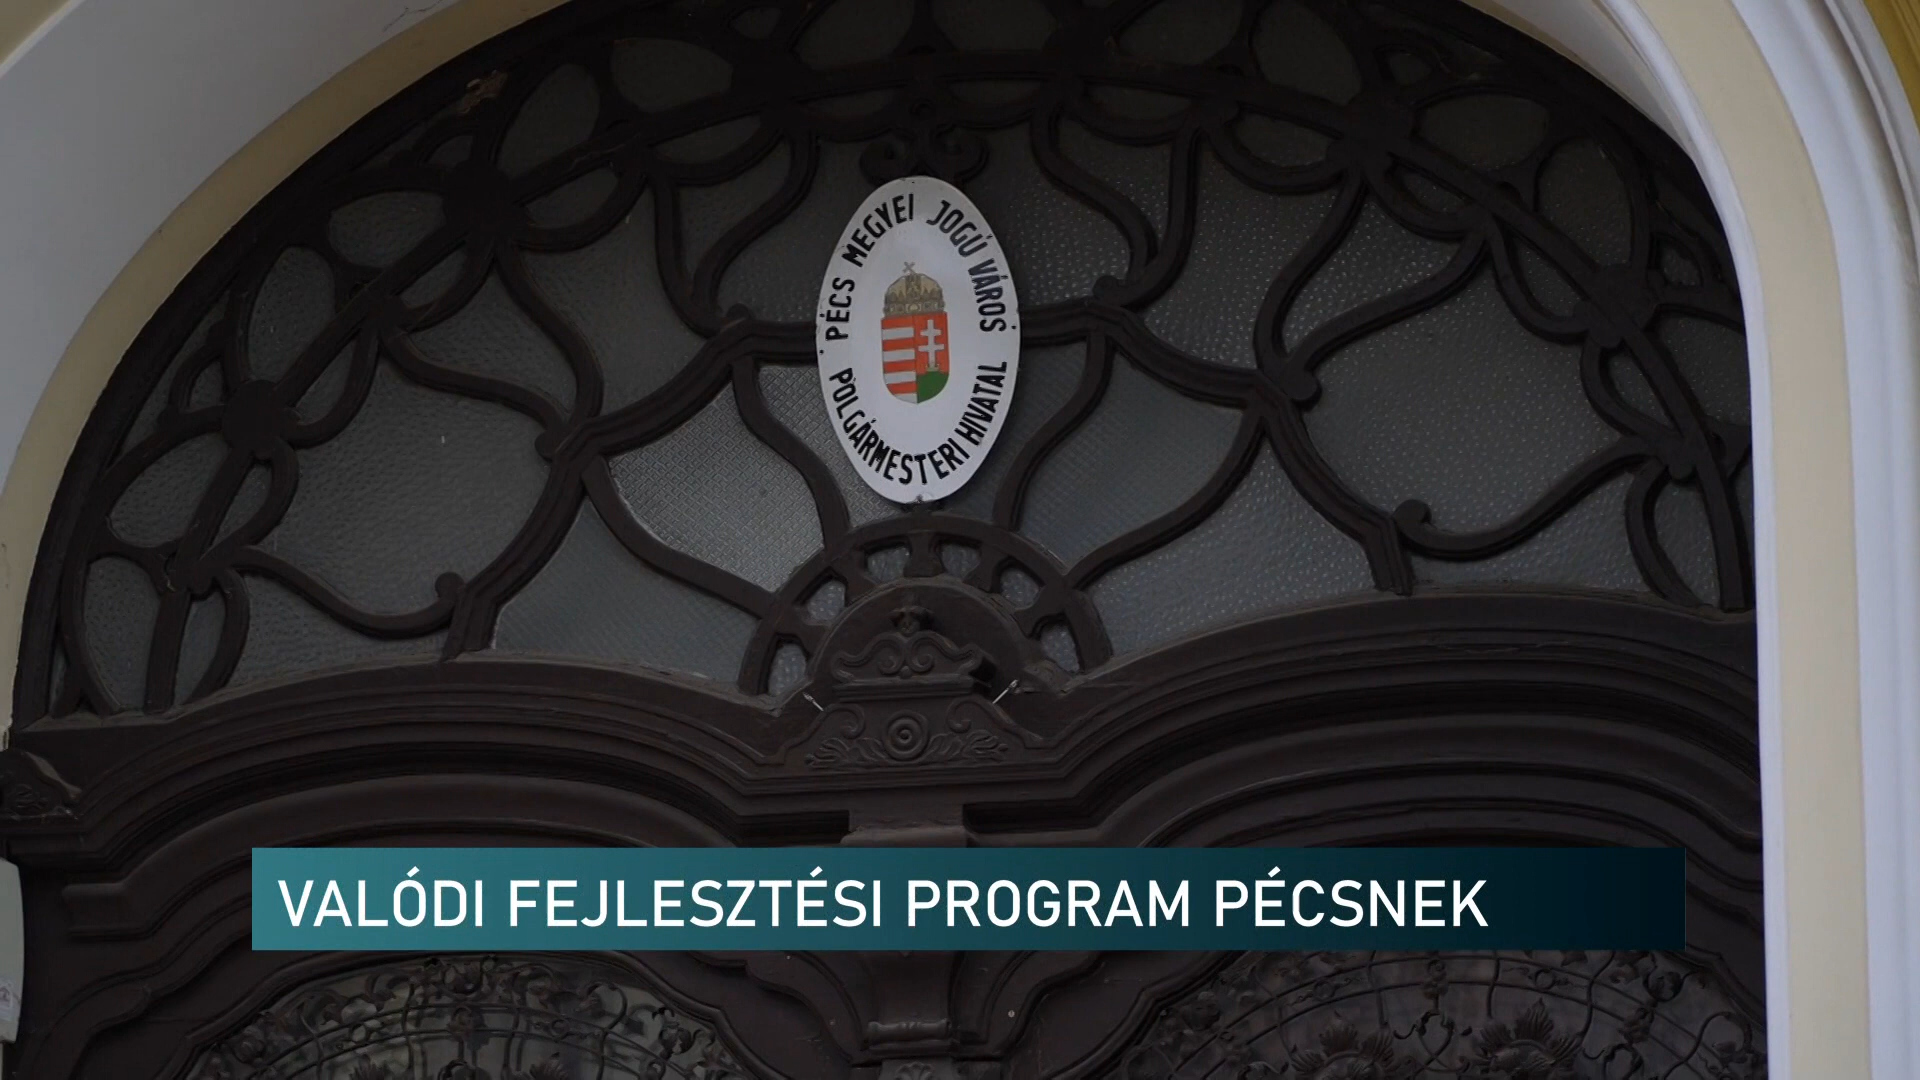 PÉCS MEGYEI JOGÚ VÁROS
POLGÁRMESTERI HIVATAL
VALÓDI FEJLESZTÉSI PROGRAM PÉCSNEK